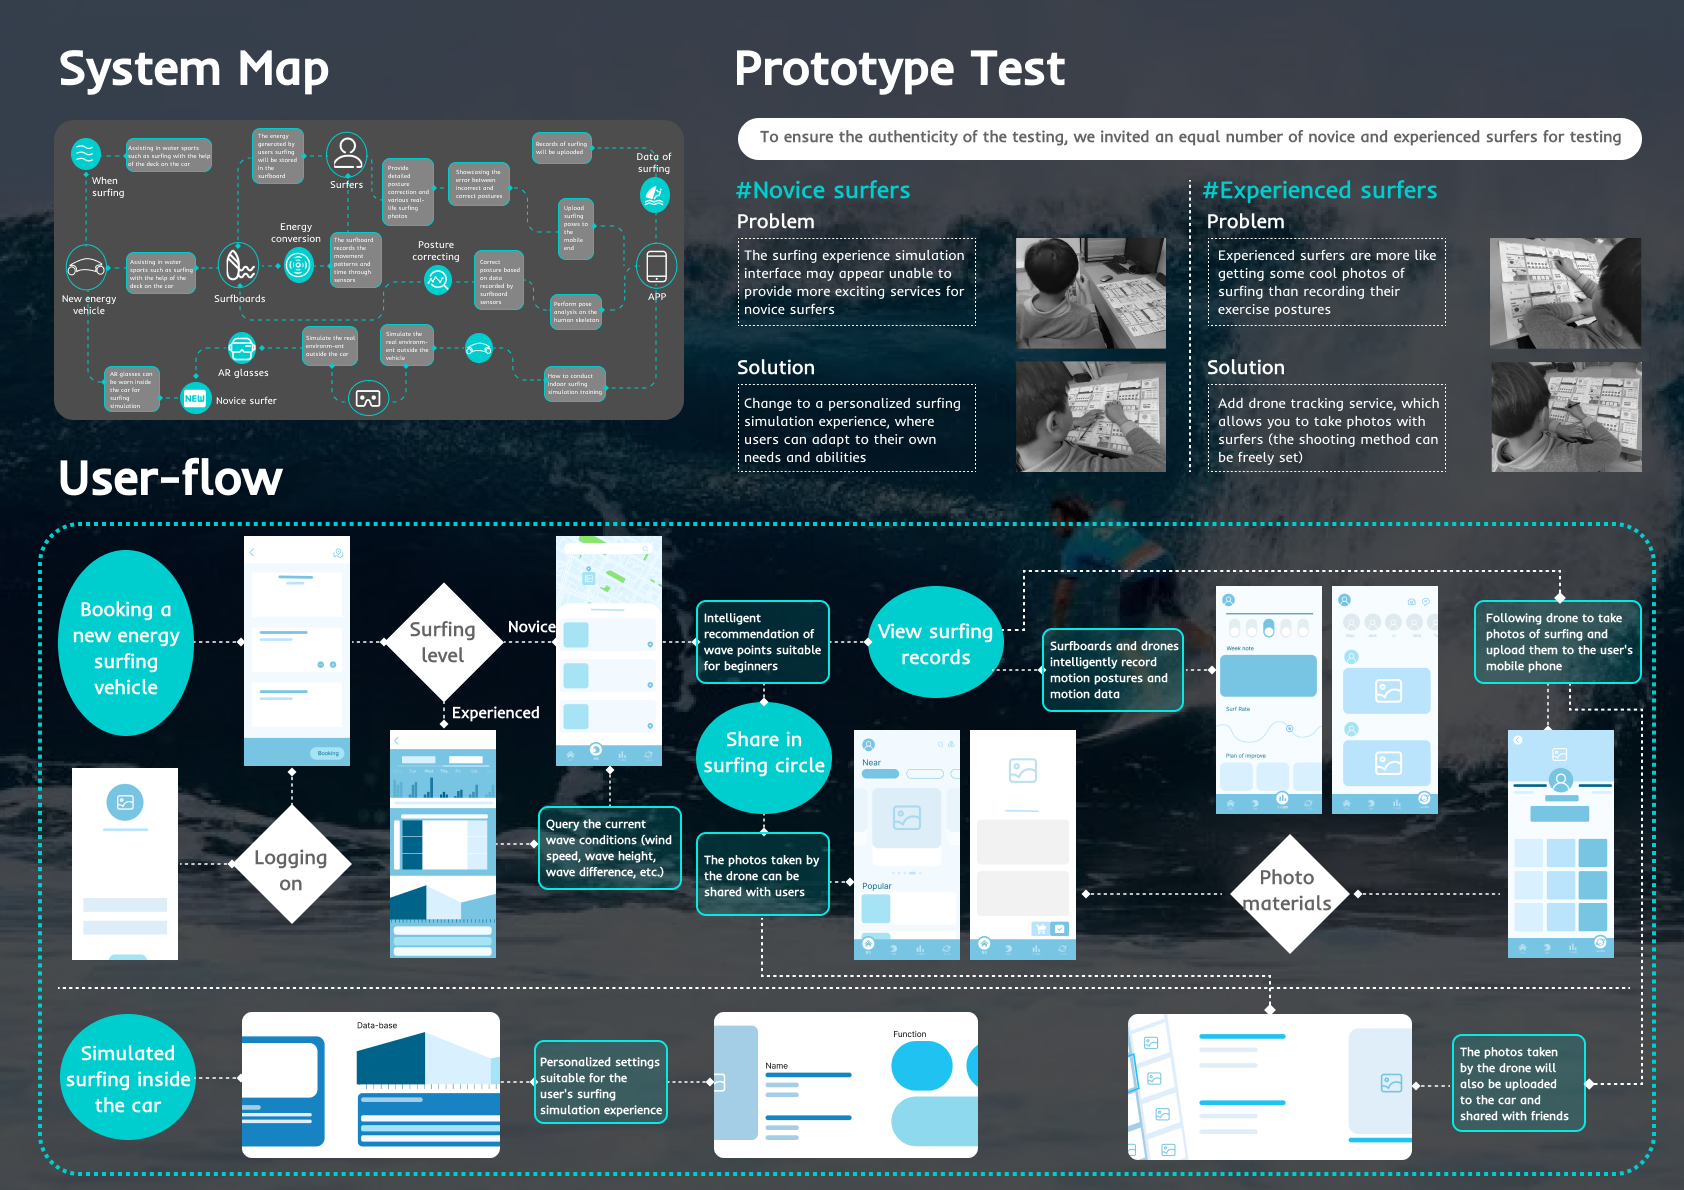 System Map
When
surfing
Assisting in water sports
such as surfing with the help
of the deck on the car
The energy
generated by
users surfing
will be stored
in the
surfboard
Surfers
Provide
detailed
posture
correction and
various real-
life surfing
photos
Showcasing the
error between
incorrect and
correct postures
Records of surfing
will be uploaded
Data of
surfing
Upload
surfing
poses to
the
mobile
end
New energy
vehicle
Assisting in water
sports such as surfing
with the help of the
deck on the car
Surfboards
Energy
conversion
The surfboard
records the
movement
patterns and
time through
sensors
Posture
correcting
Correct
posture based
on data
recorded by
surfboard
sensors
Perform pose
analysis on the
human skeleton
APP
AR glasses can
be worn inside
the car for
surfing
simulation
NEW
Novice surfer
AR glasses
Simulate the real
environm-ent
outside the car
Simulate the
real environm-
ent outside the
vehicle
How to conduct
indoor surfing
simulation training
Prototype Test
To ensure the authenticity of the testing, we invited an equal number of novice and experienced surfers for testing
#Novice surfers
Problem
The surfing experience simulation
interface may appear unable to
provide more exciting services for
novice surfers
Solution
Change to a personalized surfing
simulation experience, where
users can adapt to their own
needs and abilities
#Experienced surfers
Problem
Experienced surfers are more like
getting some cool photos of
surfing than recording their
exercise postures
Solution
Add drone tracking service, which
allows you to take photos with
surfers (the shooting method can
be freely set)
User-flow
Booking a
new energy
surfing
vehicle
Booking
Logging
on
Surfing
level
Novice
Experienced
Query the current
wave conditions (wind
speed, wave height,
wave difference, etc.)
Intelligent
recommendation of
wave points suitable
for beginners
Share in
surfing circle
The photos taken by
the drone can be
shared with users
View surfing
records
Surfboards and drones
intelligently record
motion postures and
motion data
Near
Popular
Week note
Surf Rate
Plan of improve
Photo
materials
Following drone to take
photos of surfing and
upload them to the user's
mobile phone
Simulated
surfing inside
the car
Data-base
Personalized settings
suitable for the
user's surfing
simulation experience
Name
Function
The photos taken
by the drone will
also be uploaded
to the car and
shared with friends